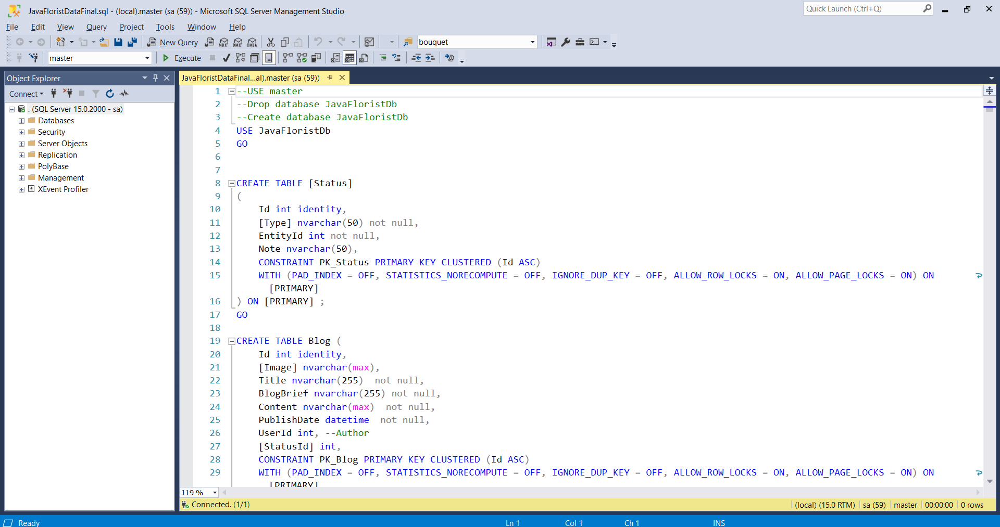 JavaFloristDataFinal.sql - (local).master (sa (59)) - Microsoft SQL Server Management Studio
Quick Launch (Ctrl+Q)
File Edit View Query Project Tools Window Help
New Query
MDX DMX XMLA
bouquet
master
Execute
Object Explorer
Connect
. (SQL Server 15.0.2000 - sa)
Databases
Security
Server Objects
Replication
PolyBase
Management
XEvent Profiler
JavaFloristDataFinal...al).master (sa (59))
1 --USE master
2 --Drop database JavaFloristDb
3 --Create database JavaFloristDb
4 USE JavaFloristDb
5 GO
6
7
8 CREATE TABLE [Status]
9 (
10 Id int identity,
11 [Type] nvarchar(50) not null,
12 EntityId int not null,
13 Note nvarchar(50),
14 CONSTRAINT PK_Status PRIMARY KEY CLUSTERED (Id ASC)
15 WITH (PAD_INDEX = OFF, STATISTICS_NORECOMPUTE = OFF, IGNORE_DUP_KEY = OFF, ALLOW_ROW_LOCKS = ON, ALLOW_PAGE_LOCKS = ON) ON
[PRIMARY]
16 ) ON [PRIMARY] ;
17 GO
18
19 CREATE TABLE Blog (
20 Id int identity,
21 [Image] nvarchar(max),
22 Title nvarchar(255)  not null,
23 BlogBrief nvarchar(255) not null,
24 Content nvarchar(max)  not null,
25 PublishDate datetime  not null,
26 UserId int, --Author
27 [StatusId] int,
28 CONSTRAINT PK_Blog PRIMARY KEY CLUSTERED (Id ASC)
29 WITH (PAD_INDEX = OFF, STATISTICS_NORECOMPUTE = OFF, IGNORE_DUP_KEY = OFF, ALLOW_ROW_LOCKS = ON, ALLOW_PAGE_LOCKS = ON) ON
[PRIMARY]
119 %
Connected. (1/1)
(local) (15.0 RTM) sa (59) master 00:00:00 0 rows
Ready Ln 1 Col 1 Ch 1 INS